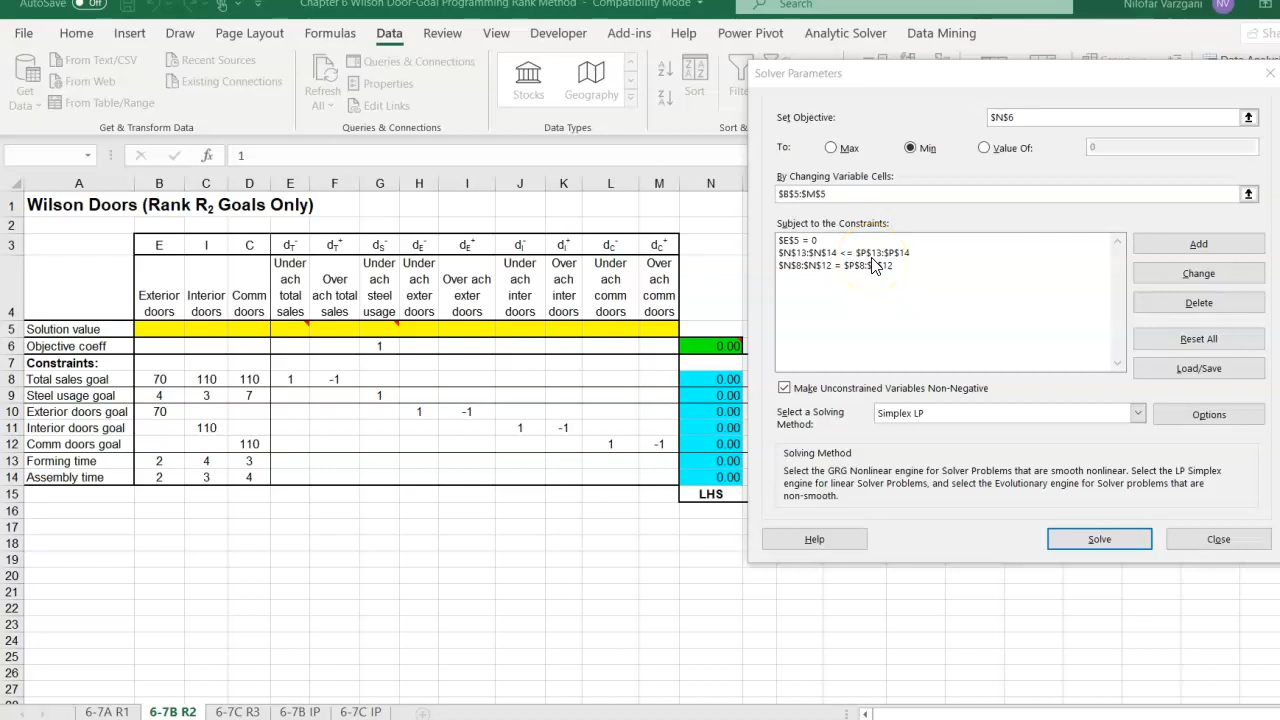 AutoSave Off Chapter 6 Wilson Door-Goal Programming Rank Method - Compatibility Mode Search Nilofar Varzgani NV
File Home Insert Draw Page Layout Formulas Data Review View Developer Add-ins Help Power Pivot Analytic Solver Data Mining
Get Data
From Text/CSV
From Web
From Table/Range
Recent Sources
Existing Connections
Refresh All
Queries & Connections
Properties
Edit Links
Stocks
Geography
Sort
Get & Transform Data Queries & Connections Data Types Sort &
fx 1
A B C D E F G H I J K L M N
1 Wilson Doors (Rank R2 Goals Only)
2
3 E I C dT- dT+ dS- dE- dE+ dI- dI+ dC- dC+
4 Exterior doors Interior doors Comm doors Under ach total sales Over ach total sales Under ach steel usage Under ach exter doors Over ach exter doors Under ach inter doors Over ach inter doors Under ach comm doors Over ach comm doors
5 Solution value
6 Objective coeff 1 0.00
7 Constraints:
8 Total sales goal 70 110 110 1 -1 0.00
9 Steel usage goal 4 3 7 1 0.00
10 Exterior doors goal 70 1 -1 0.00
11 Interior doors goal 110 1 -1 0.00
12 Comm doors goal 110 1 -1 0.00
13 Forming time 2 4 3 0.00
14 Assembly time 2 3 4 0.00
15 LHS
16
17
18
19
20
21
22
23
24
25
26
27
6-7A R1 6-7B R2 6-7C R3 6-7B IP 6-7C IP
Solver Parameters
Set Objective: $N$6
To: Max Min Value Of: 0
By Changing Variable Cells:
$B$5:$M$5
Subject to the Constraints:
$E$5 = 0
$N$13:$N$14 <= $P$13:$P$14
$N$8:$N$12 = $P$8:$P$12
Add
Change
Delete
Reset All
Load/Save
Make Unconstrained Variables Non-Negative
Select a Solving Method: Simplex LP Options
Solving Method
Select the GRG Nonlinear engine for Solver Problems that are smooth nonlinear. Select the LP Simplex
engine for linear Solver Problems, and select the Evolutionary engine for Solver problems that are
non-smooth.
Help Solve Close